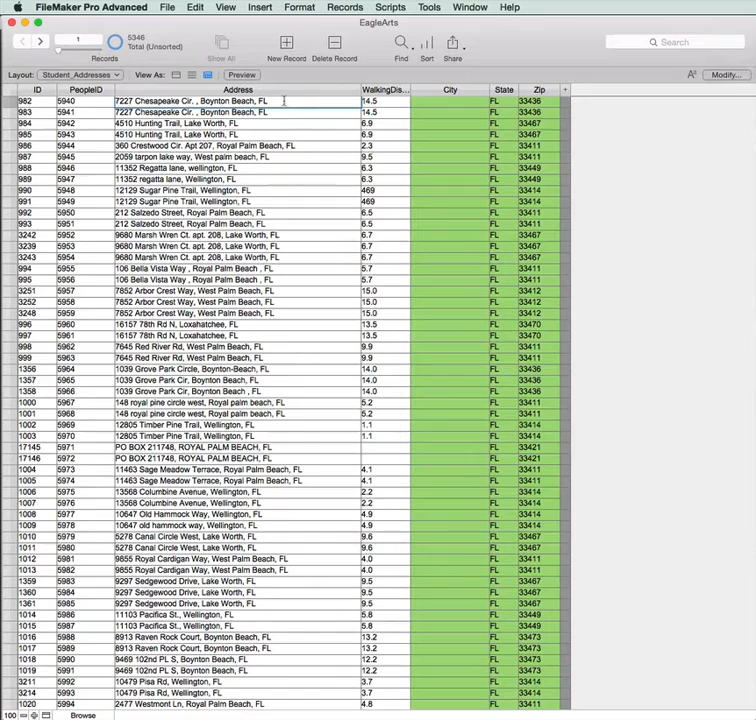 FileMaker Pro Advanced File Edit View Insert Format Records Scripts Tools Window Help
EagleArts
1 5346 Total (Unsorted)
Records Show All New Record Delete Record Find Sort Share Search
Layout: Student_Addresses View As: Preview Modify...
ID PeopleID Address WalkingDis... City State Zip +
982 5940 7227 Chesapeake Cir. , Boynton Beach, FL 14.5 FL 33436
983 5941 7227 Chesapeake Cir. , Boynton Beach, FL 14.5 FL 33436
984 5942 4510 Hunting Trail, Lake Worth, FL 6.9 FL 33467
985 5943 4510 Hunting Trail, Lake Worth, FL 6.9 FL 33467
986 5944 360 Crestwood Cir. Apt 207, Royal Palm Beach, FL 2.3 FL 33411
987 5945 2059 tarpon lake way, West palm Beach, FL 9.5 FL 33411
988 5946 11352 Regatta lane, wellington, FL 6.3 FL 33449
989 5947 11352 regatta lane, Wellington, FL 6.3 FL 33449
990 5948 12129 Sugar Pine Trail, Wellington, FL 469 FL 33414
991 5949 12129 Sugar Pine Trail, Wellington, FL 469 FL 33414
992 5950 212 Salzedo Street, Royal Palm Beach, FL 6.5 FL 33411
993 5951 212 Salzedo Street, Royal Palm Beach, FL 6.5 FL 33411
3242 5952 9680 Marsh Wren Ct. apt. 208, Lake Worth, FL 6.7 FL 33467
3239 5953 9680 Marsh Wren Ct. apt. 208, Lake Worth, FL 6.7 FL 33467
3243 5954 9680 Marsh Wren Ct. apt. 208, Lake Worth, FL 6.7 FL 33467
994 5955 106 Bella Vista Way , Royal Palm Beach , FL 5.7 FL 33411
995 5956 106 Bella Vista Way , Royal Palm Beach , FL 5.7 FL 33411
3251 5957 7852 Arbor Crest Way, West Palm Beach, FL 15.0 FL 33412
3252 5958 7852 Arbor Crest Way, West Palm Beach, FL 15.0 FL 33412
3248 5959 7852 Arbor Crest Way, West Palm Beach, FL 15.0 FL 33412
996 5960 16157 78th Rd N, Loxahatchee, FL 13.5 FL 33470
997 5961 16157 78th Rd N, Loxahatchee, FL 13.5 FL 33470
998 5962 7645 Red River Rd, West Palm Beach, FL 9.9 FL 33411
999 5963 7645 Red River Rd, West Palm Beach, FL 9.9 FL 33411
1356 5964 1039 Grove Park Circle, Boynton-Beach, FL 14.0 FL 33436
1357 5965 1039 Grove Park Cir, Boynton Beach, FL 14.0 FL 33436
1358 5966 1039 Grove Park Cir, Boynton Beach , FL 14.0 FL 33436
1000 5967 148 royal pine circle west, Royal palm beach, FL 5.2 FL 33411
1001 5968 148 royal pine circle west, Royal palm beach, FL 5.2 FL 33411
1002 5969 12805 Timber Pine Trail, Wellington, FL 1.1 FL 33414
1003 5970 12805 Timber Pine Trail, Wellington, FL 1.1 FL 33414
17145 5971 PO BOX 211748, ROYAL PALM BEACH, FL FL 33421
17146 5972 PO BOX 211748, ROYAL PALM BEACH, FL FL 33421
1004 5973 11463 Sage Meadow Terrace, Royal Palm Beach, FL 4.1 FL 33411
1005 5974 11463 Sage Meadow Terrace, Royal Palm Beach, FL 4.1 FL 33411
1006 5975 13568 Columbine Avenue, Wellington, FL 2.2 FL 33414
1007 5976 13568 Columbine Avenue, Wellington, FL 2.2 FL 33414
1008 5977 10647 Old Hammock Way, Wellington, FL 4.9 FL 33414
1009 5978 10647 old hammock way, Wellington, FL 4.9 FL 33414
1010 5979 5278 Canal Circle West, Lake Worth, FL 9.6 FL 33467
1011 5980 5278 Canal Circle West, Lake Worth, FL 9.6 FL 33467
1012 5981 9855 Royal Cardigan Way, West Palm Beach, FL 4.0 FL 33411
1013 5982 9855 Royal Cardigan Way, West Palm Beach, FL 4.0 FL 33411
1359 5983 9297 Sedgewood Drive, Lake Worth, FL 9.5 FL 33467
1360 5984 9297 Sedgewood Drive, Lake Worth, FL 9.5 FL 33467
1361 5985 9297 Sedgewood Drive, Lake Worth, FL 9.5 FL 33467
1014 5986 11103 Pacifica St., Wellington, FL 5.8 FL 33449
1015 5987 11103 Pacifica St., Wellington, FL 5.8 FL 33449
1016 5988 8913 Raven Rock Court, Boynton Beach, FL 13.2 FL 33473
1017 5989 8913 Raven Rock Court, Boynton Beach, FL 13.2 FL 33473
1018 5990 9469 102nd PL S, Boynton Beach, FL 12.2 FL 33473
1019 5991 9469 102nd PL S, Boynton Beach, FL 12.2 FL 33473
3211 5992 10479 Pisa Rd, Wellington, FL 3.7 FL 33414
3214 5993 10479 Pisa Rd, Wellington, FL 3.7 FL 33414
1020 5994 2477 Westmont Ln, Royal Palm Beach, FL 4.8 FL 33411
100 Browse